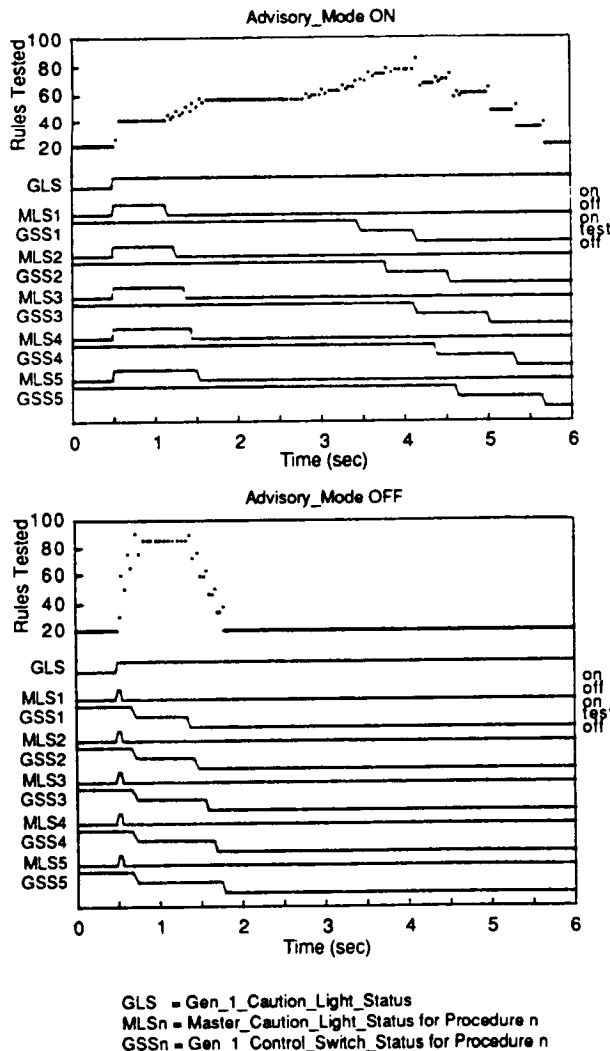 Advisory_Mode ON
100
80
60
40
20
Rules Tested
GLS
MLS1
GSS1
MLS2
GSS2
MLS3
GSS3
MLS4
GSS4
MLS5
GSS5
on
off
on
test
off
0 1 2 3 4 5 6
Time (sec)
Advisory_Mode OFF
100
80
60
40
20
Rules Tested
GLS
MLS1
GSS1
MLS2
GSS2
MLS3
GSS3
MLS4
GSS4
MLS5
GSS5
on
off
on
test
off
0 1 2 3 4 5 6
Time (sec)
GLS = Gen_1_Caution_Light_Status
MLSn = Master_Caution_Light_Status for Procedure n
GSSn = Gen_1_Control_Switch_Status for Procedure n